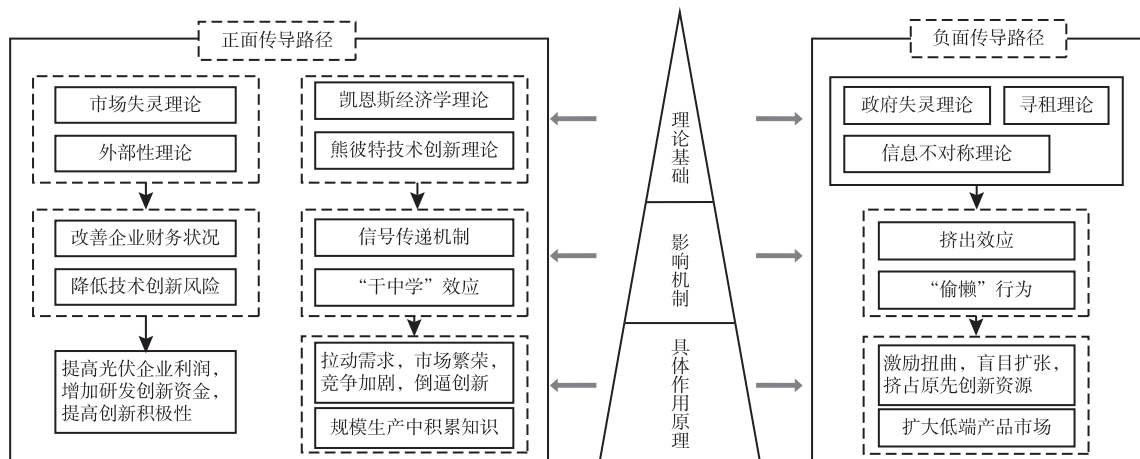 正面传导路径
市场失灵理论
外部性理论
改善企业财务状况
降低技术创新风险
提高光伏企业利润，
增加研发创新资金，
提高创新积极性
凯恩斯经济学理论
熊彼特技术创新理论
信号传递机制
“干中学”效应
拉动需求，市场繁荣，
竞争加剧，倒逼创新
规模生产中积累知识
理论基础
影响机制
具体作用原理
负面传导路径
政府失灵理论
寻租理论
信息不对称理论
挤出效应
“偷懒”行为
激励扭曲，盲目扩张，
挤占原先创新资源
扩大低端产品市场